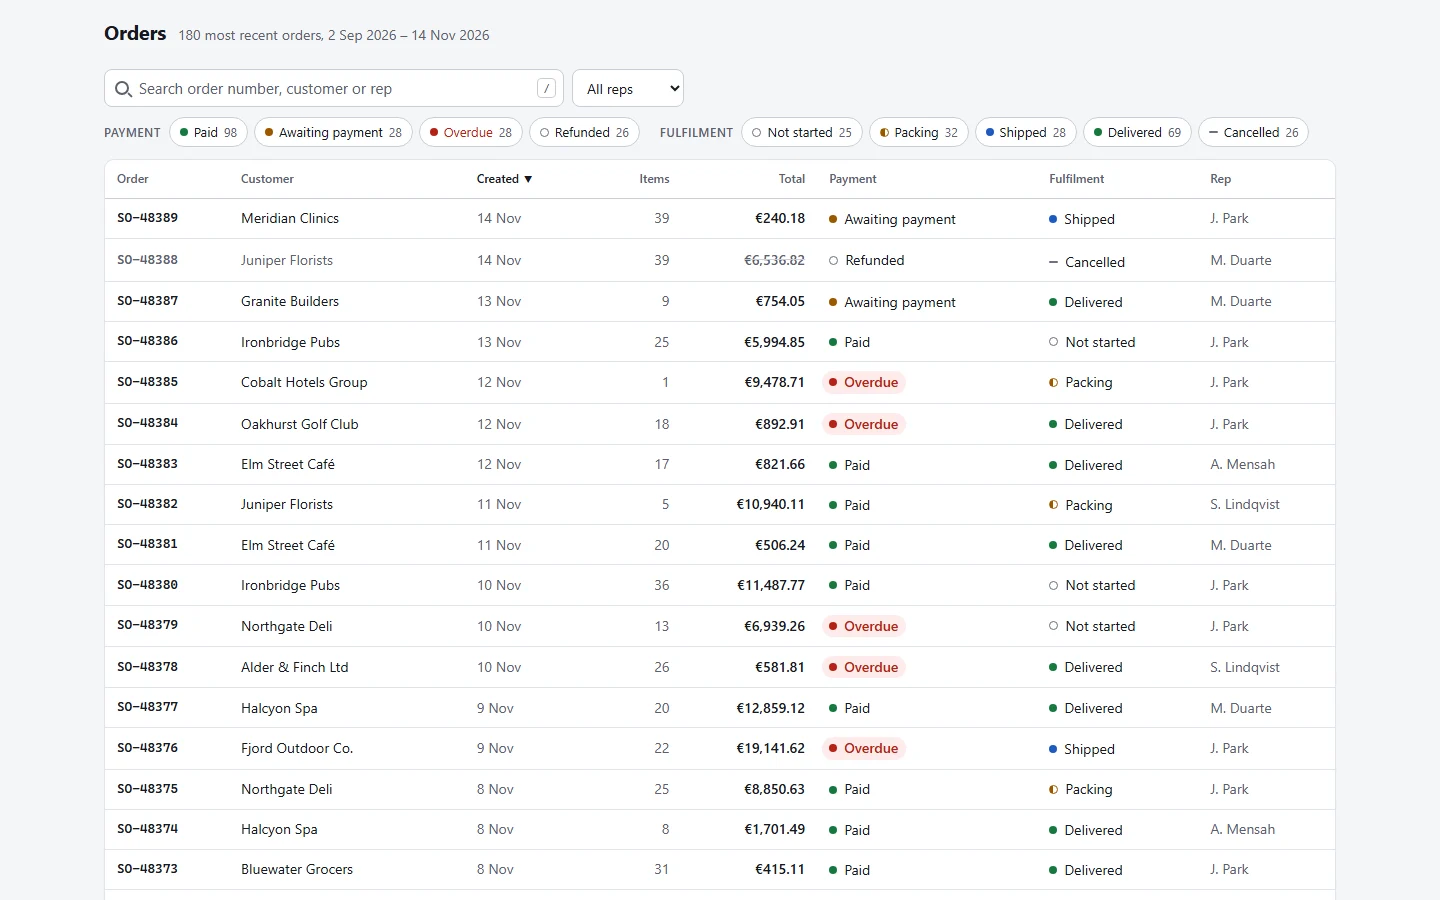 Orders 180 most recent orders, 2 Sep 2026 – 14 Nov 2026
Search order number, customer or rep / All reps
PAYMENT Paid 98 Awaiting payment 28 Overdue 28 Refunded 26 FULFILMENT Not started 25 Packing 32 Shipped 28 Delivered 69 Cancelled 26
Order Customer Created ▼ Items Total Payment Fulfilment Rep
SO-48389 Meridian Clinics 14 Nov 39 €240.18 Awaiting payment Shipped J. Park
SO-48388 Juniper Florists 14 Nov 39 €6,536.82 Refunded Cancelled M. Duarte
SO-48387 Granite Builders 13 Nov 9 €754.05 Awaiting payment Delivered M. Duarte
SO-48386 Ironbridge Pubs 13 Nov 25 €5,994.85 Paid Not started J. Park
SO-48385 Cobalt Hotels Group 12 Nov 1 €9,478.71 Overdue Packing J. Park
SO-48384 Oakhurst Golf Club 12 Nov 18 €892.91 Overdue Delivered J. Park
SO-48383 Elm Street Café 12 Nov 17 €821.66 Paid Delivered A. Mensah
SO-48382 Juniper Florists 11 Nov 5 €10,940.11 Paid Packing S. Lindqvist
SO-48381 Elm Street Café 11 Nov 20 €506.24 Paid Delivered M. Duarte
SO-48380 Ironbridge Pubs 10 Nov 36 €11,487.77 Paid Not started J. Park
SO-48379 Northgate Deli 10 Nov 13 €6,939.26 Overdue Not started J. Park
SO-48378 Alder & Finch Ltd 10 Nov 26 €581.81 Overdue Delivered S. Lindqvist
SO-48377 Halcyon Spa 9 Nov 20 €12,859.12 Paid Delivered M. Duarte
SO-48376 Fjord Outdoor Co. 9 Nov 22 €19,141.62 Overdue Shipped J. Park
SO-48375 Northgate Deli 8 Nov 25 €8,850.63 Paid Packing J. Park
SO-48374 Halcyon Spa 8 Nov 8 €1,701.49 Paid Delivered A. Mensah
SO-48373 Bluewater Grocers 8 Nov 31 €415.11 Paid Delivered J. Park